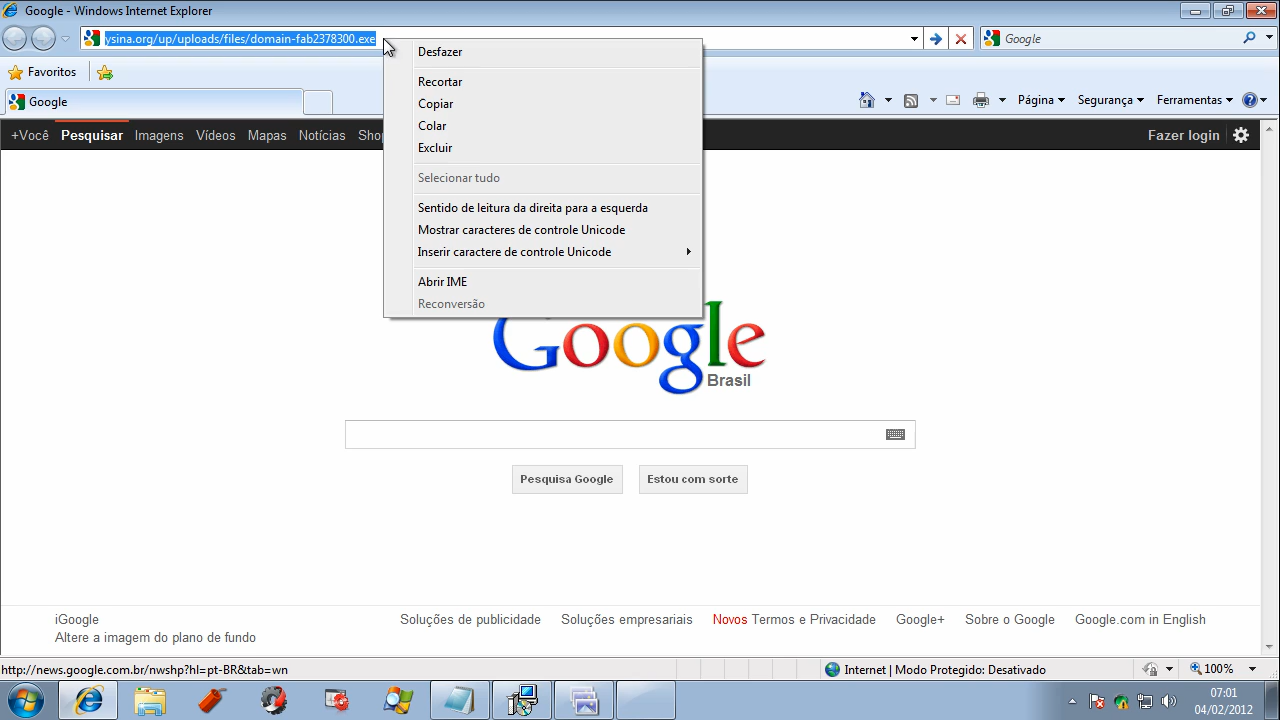 Google - Windows Internet Explorer
ysina.org/up/uploads/files/domain-fab2378300.exe
Google
Favoritos
Google
Página
Segurança
Ferramentas
+Você Pesquisar Imagens Vídeos Mapas Notícias Sho
Fazer login
Desfazer
Recortar
Copiar
Colar
Excluir
Selecionar tudo
Sentido de leitura da direita para a esquerda
Mostrar caracteres de controle Unicode
Inserir caractere de controle Unicode
Abrir IME
Reconversão
Google
Brasil
Pesquisa Google
Estou com sorte
iGoogle
Altere a imagem do plano de fundo
Soluções de publicidade
Soluções empresariais
Novos Termos e Privacidade
Google+
Sobre o Google
Google.com in English
http://news.google.com.br/nwshp?hl=pt-BR&tab=wn
Internet | Modo Protegido: Desativado
100%
07:01
04/02/2012